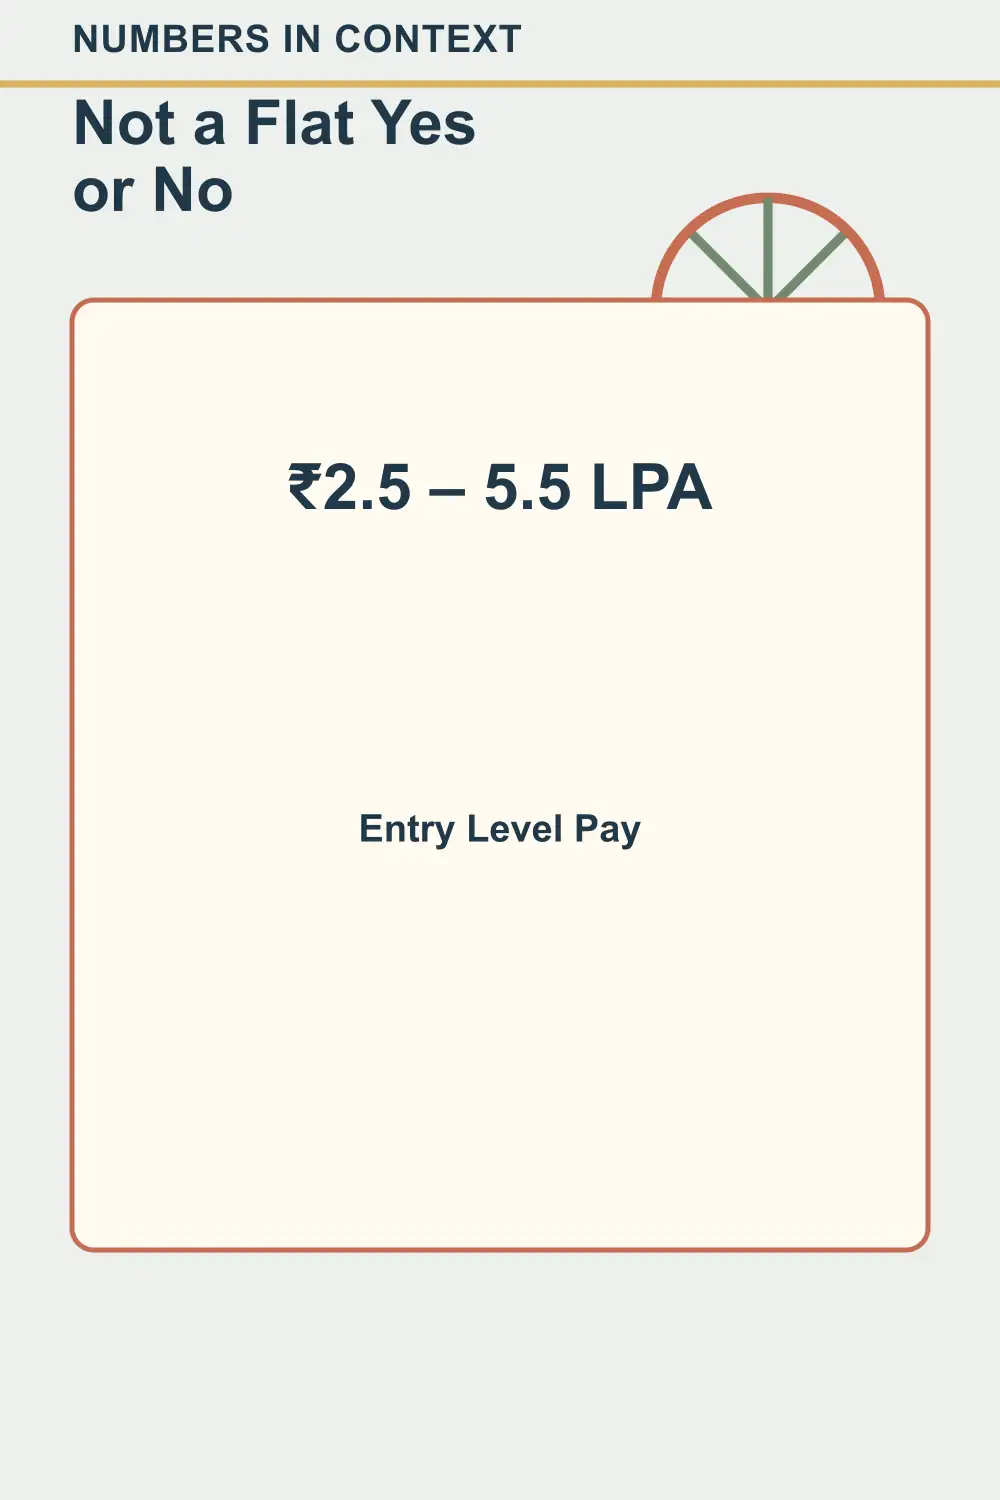 NUMBERS IN CONTEXT
Not a Flat Yes
or No
₹2.5 – 5.5 LPA
Entry Level Pay